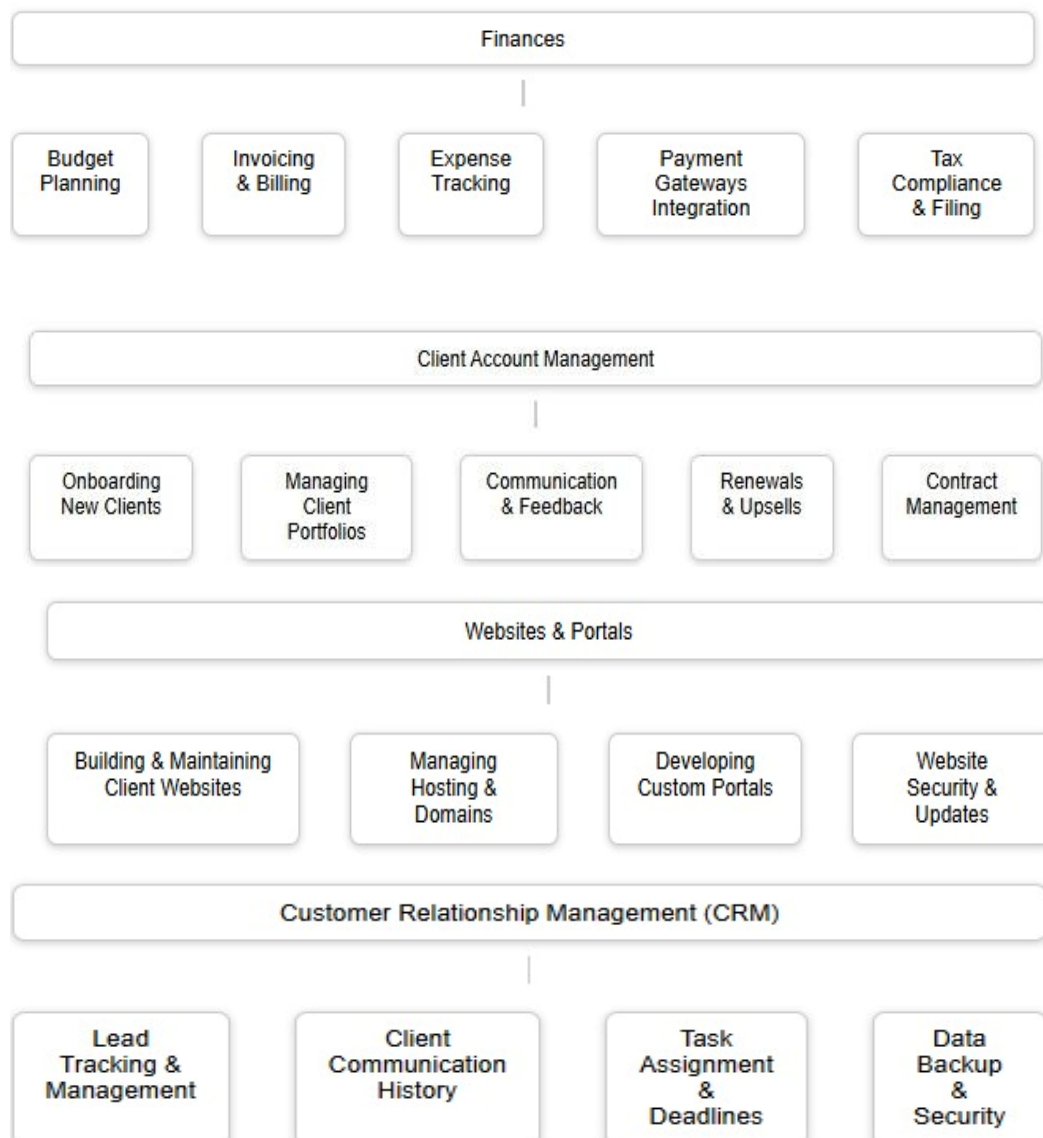 Finances
Budget
Planning
Invoicing
& Billing
Expense
Tracking
Payment
Gateways
Integration
Tax
Compliance
& Filing
Client Account Management
Onboarding
New Clients
Managing
Client
Portfolios
Communication
& Feedback
Renewals
& Upsells
Contract
Management
Websites & Portals
Building & Maintaining
Client Websites
Managing
Hosting &
Domains
Developing
Custom Portals
Website
Security &
Updates
Customer Relationship Management (CRM)
Lead
Tracking &
Management
Client
Communication
History
Task
Assignment
&
Deadlines
Data
Backup
&
Security